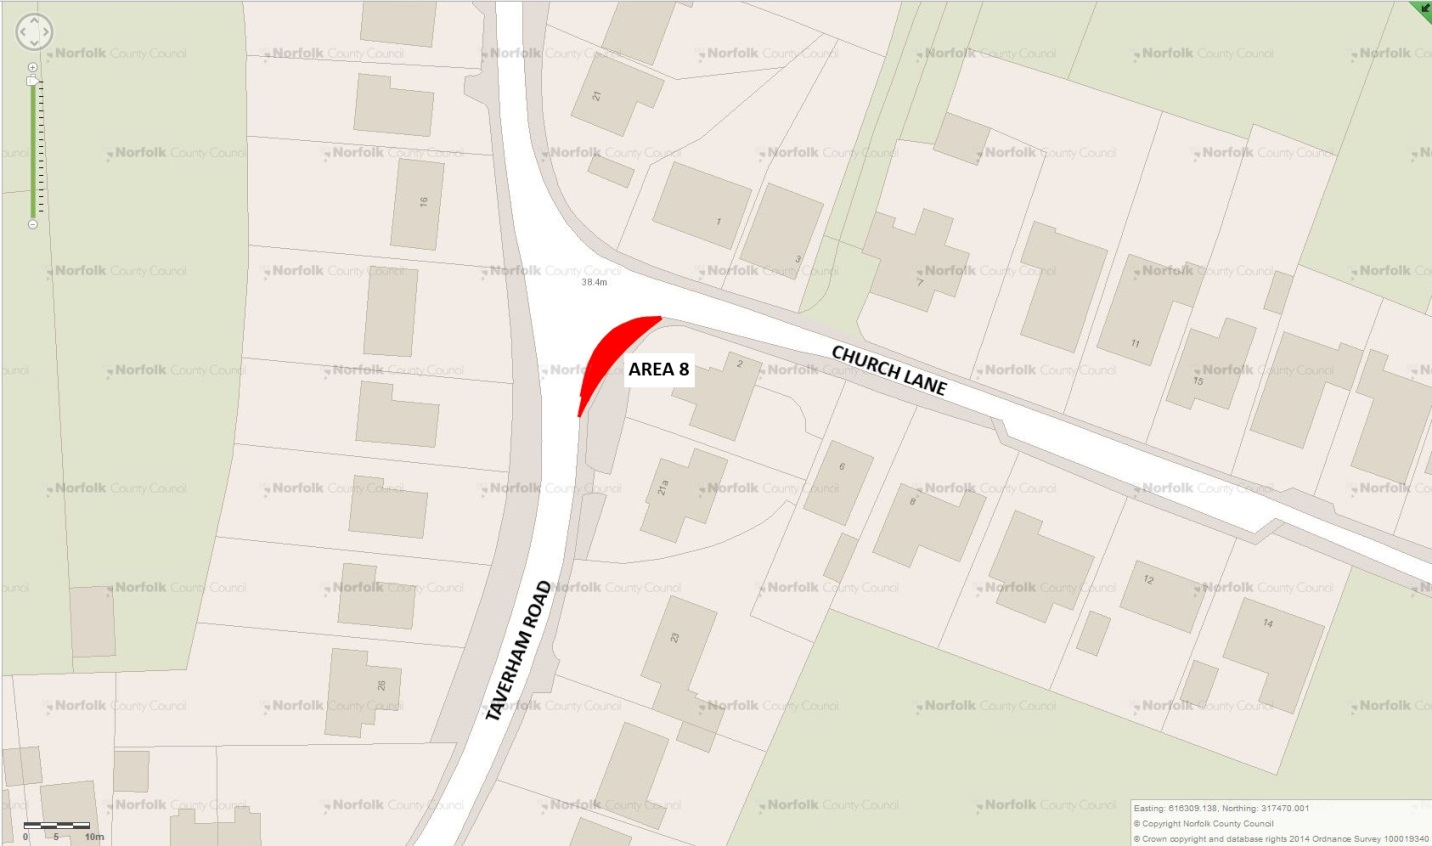 Norfolk County Council
21
16
1
3
38.4m
7
11
15
AREA 8
2
CHURCH LANE
6
8
21a
12
14
23
26
TAVERHAM ROAD
0 5 10m
Easting: 616309.138, Northing: 317470.001
© Copyright Norfolk County Council
© Crown copyright and database rights 2014 Ordnance Survey 100019340